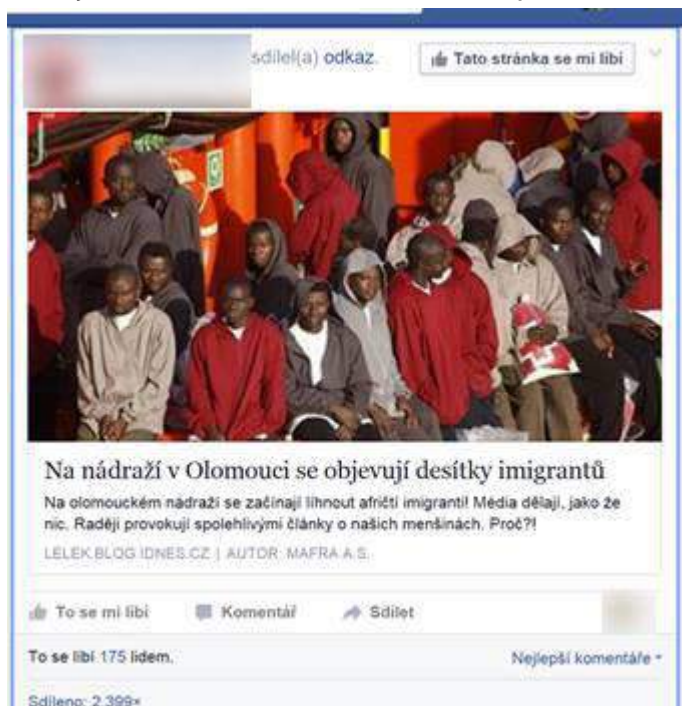 sdílel(a) odkaz.
Tato stránka se mi líbí
Na nádraží v Olomouci se objevují desítky imigrantů
Na olomouckém nádraží se začínají líhnout afričtí imigranti! Média dělají, jako že
nic. Raději provokují spolehlivými články o našich menšinách. Proč?!
LELEK.BLOG.IDNES.CZ | AUTOR: MAFRA A.S.
To se mi líbí Komentář Sdílet
To se líbí 175 lidem.
Nejlepší komentáře
Sdíleno: 2 399×